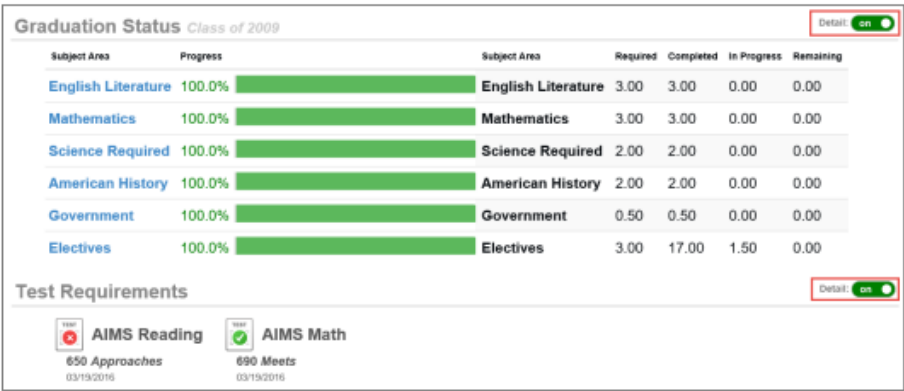 Graduation Status Class of 2009 Detail: on
Subject Area Progress Subject Area Required Completed In Progress Remaining
English Literature 100.0% English Literature 3.00 3.00 0.00 0.00
Mathematics 100.0% Mathematics 3.00 3.00 0.00 0.00
Science Required 100.0% Science Required 2.00 2.00 0.00 0.00
American History 100.0% American History 2.00 2.00 0.00 0.00
Government 100.0% Government 0.50 0.50 0.00 0.00
Electives 100.0% Electives 3.00 17.00 1.50 0.00
Test Requirements Detail: on
TEST AIMS Reading TEST AIMS Math
650 Approaches 690 Meets
03/19/2016 03/19/2016